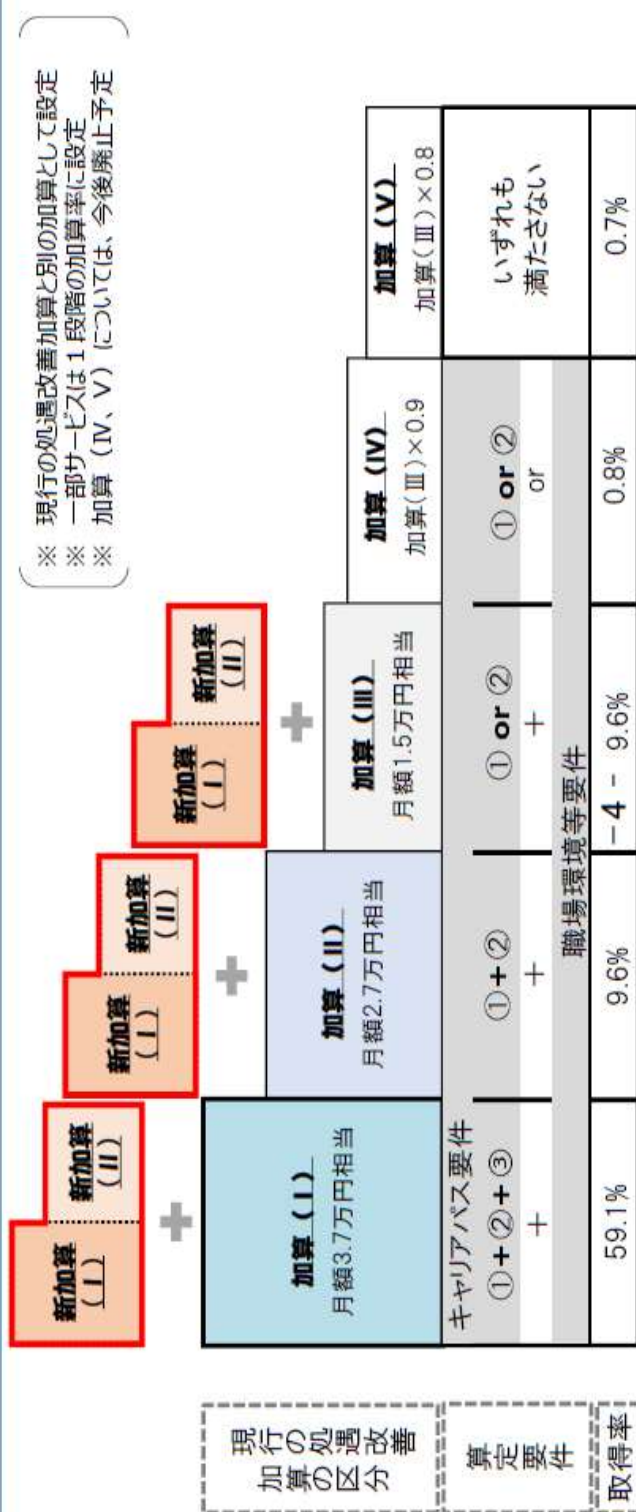 ※ 現行の処遇改善加算と別の加算として設定
※ 一部サービスは１段階の加算率に設定
※ 加算（Ⅳ、Ⅴ）については、今後廃止予定
新加算
（Ⅰ）
新加算
（Ⅱ）
新加算
（Ⅰ）
新加算
（Ⅱ）
新加算
（Ⅰ）
新加算
（Ⅱ）
現行の処遇改善
加算の区分
加算（Ⅰ）
月額3.7万円相当
加算（Ⅱ）
月額2.7万円相当
加算（Ⅲ）
月額1.5万円相当
加算（Ⅳ）
加算(Ⅲ)×0.9
加算（Ⅴ）
加算(Ⅲ)×0.8
算定要件
キャリアパス要件
①+②+③
+
①+②
+
① or ②
+
① or ②
or
いずれも
満たさない
職場環境等要件
取得率
59.1%
9.6%
9.6%
0.8%
0.7%
-4-